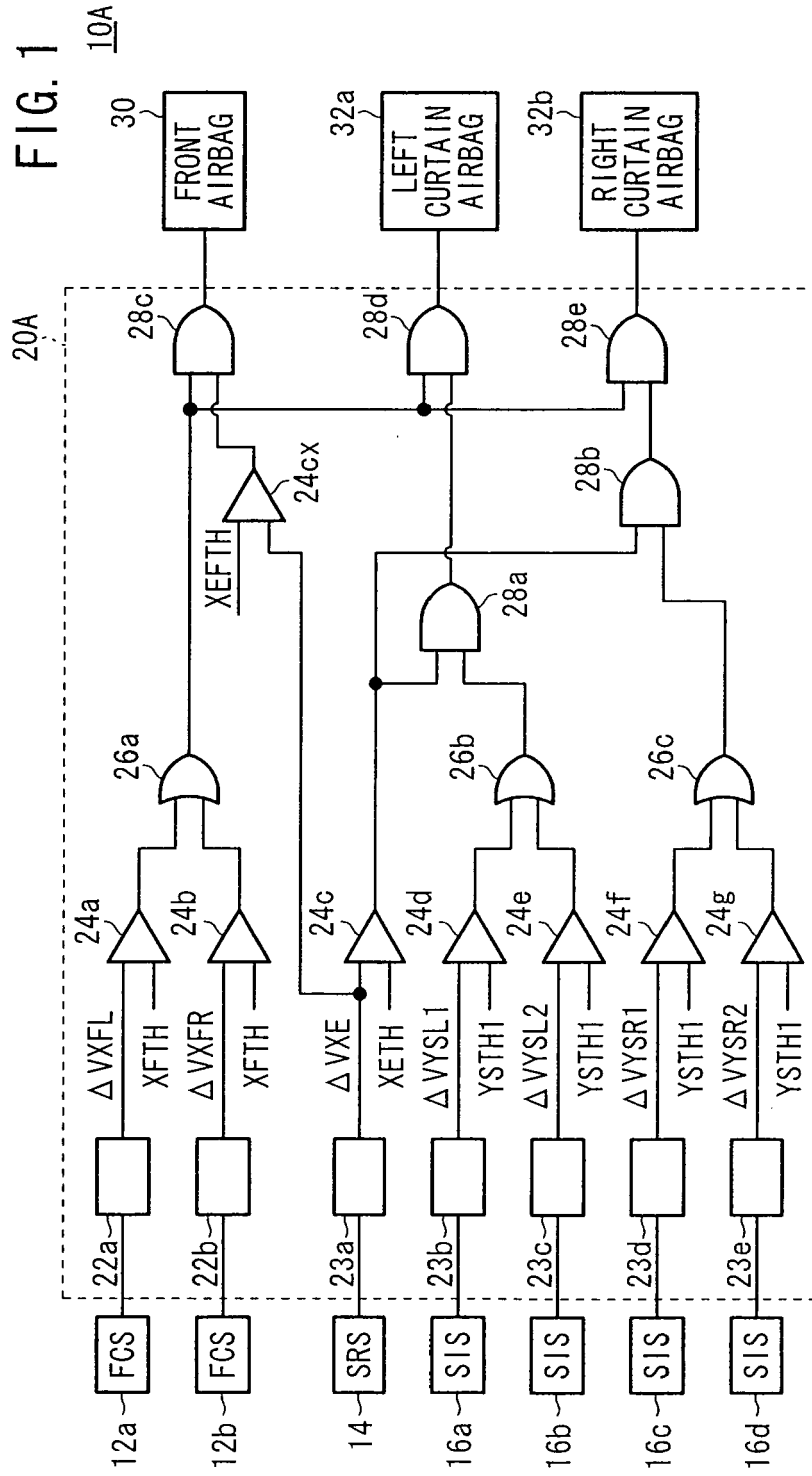 FIG. 1
10A
20A
12a
FCS
22a
ΔVXFL
XFTH
24a
12b
FCS
22b
ΔVXFR
XFTH
24b
26a
XEFTH
24cx
28c
30
FRONT
AIRBAG
14
SRS
23a
ΔVXE
XETH
24c
16a
SIS
23b
ΔVYSL1
YSTH1
24d
16b
SIS
23c
ΔVYSL2
YSTH1
24e
26b
28a
28d
32a
LEFT
CURTAIN
AIRBAG
16c
SIS
23d
ΔVYSR1
YSTH1
24f
16d
SIS
23e
ΔVYSR2
YSTH1
24g
26c
28b
28e
32b
RIGHT
CURTAIN
AIRBAG